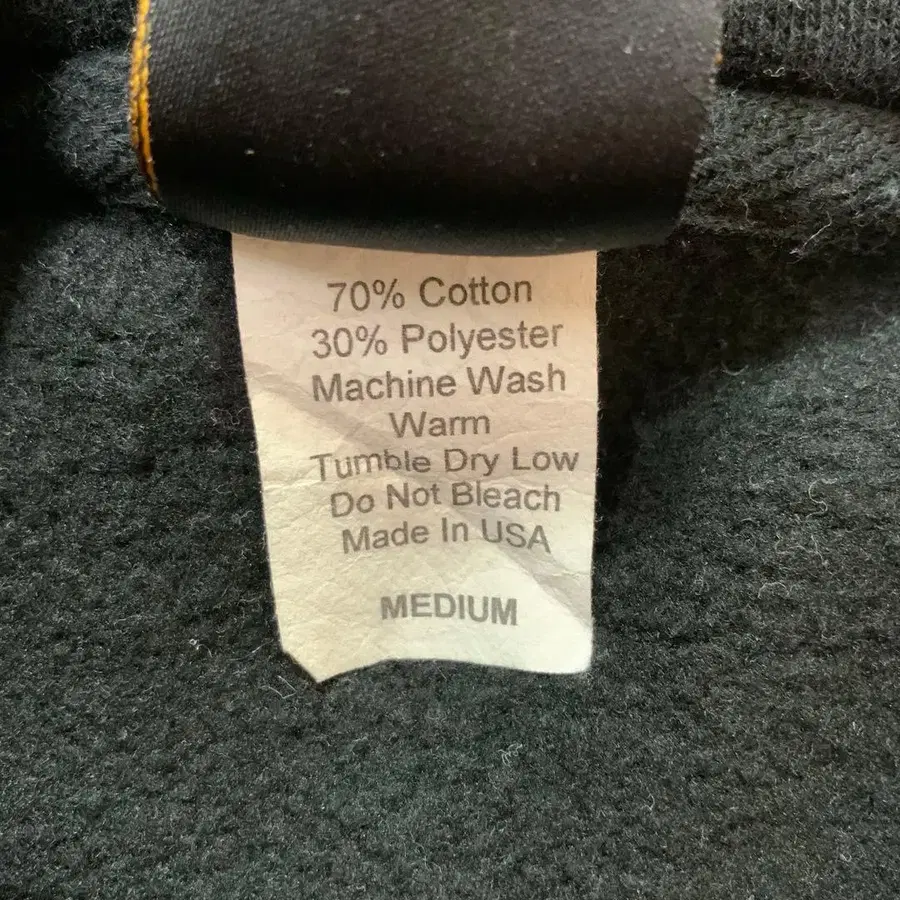 70% Cotton
30% Polyester
Machine Wash
Warm
Tumble Dry Low
Do Not Bleach
Made In USA
MEDIUM